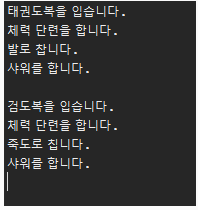 태권도복을 입습니다.
체력 단련을 합니다.
발로 찹니다.
샤워를 합니다.
검도복을 입습니다.
체력 단련을 합니다.
죽도로 칩니다.
샤워를 합니다.